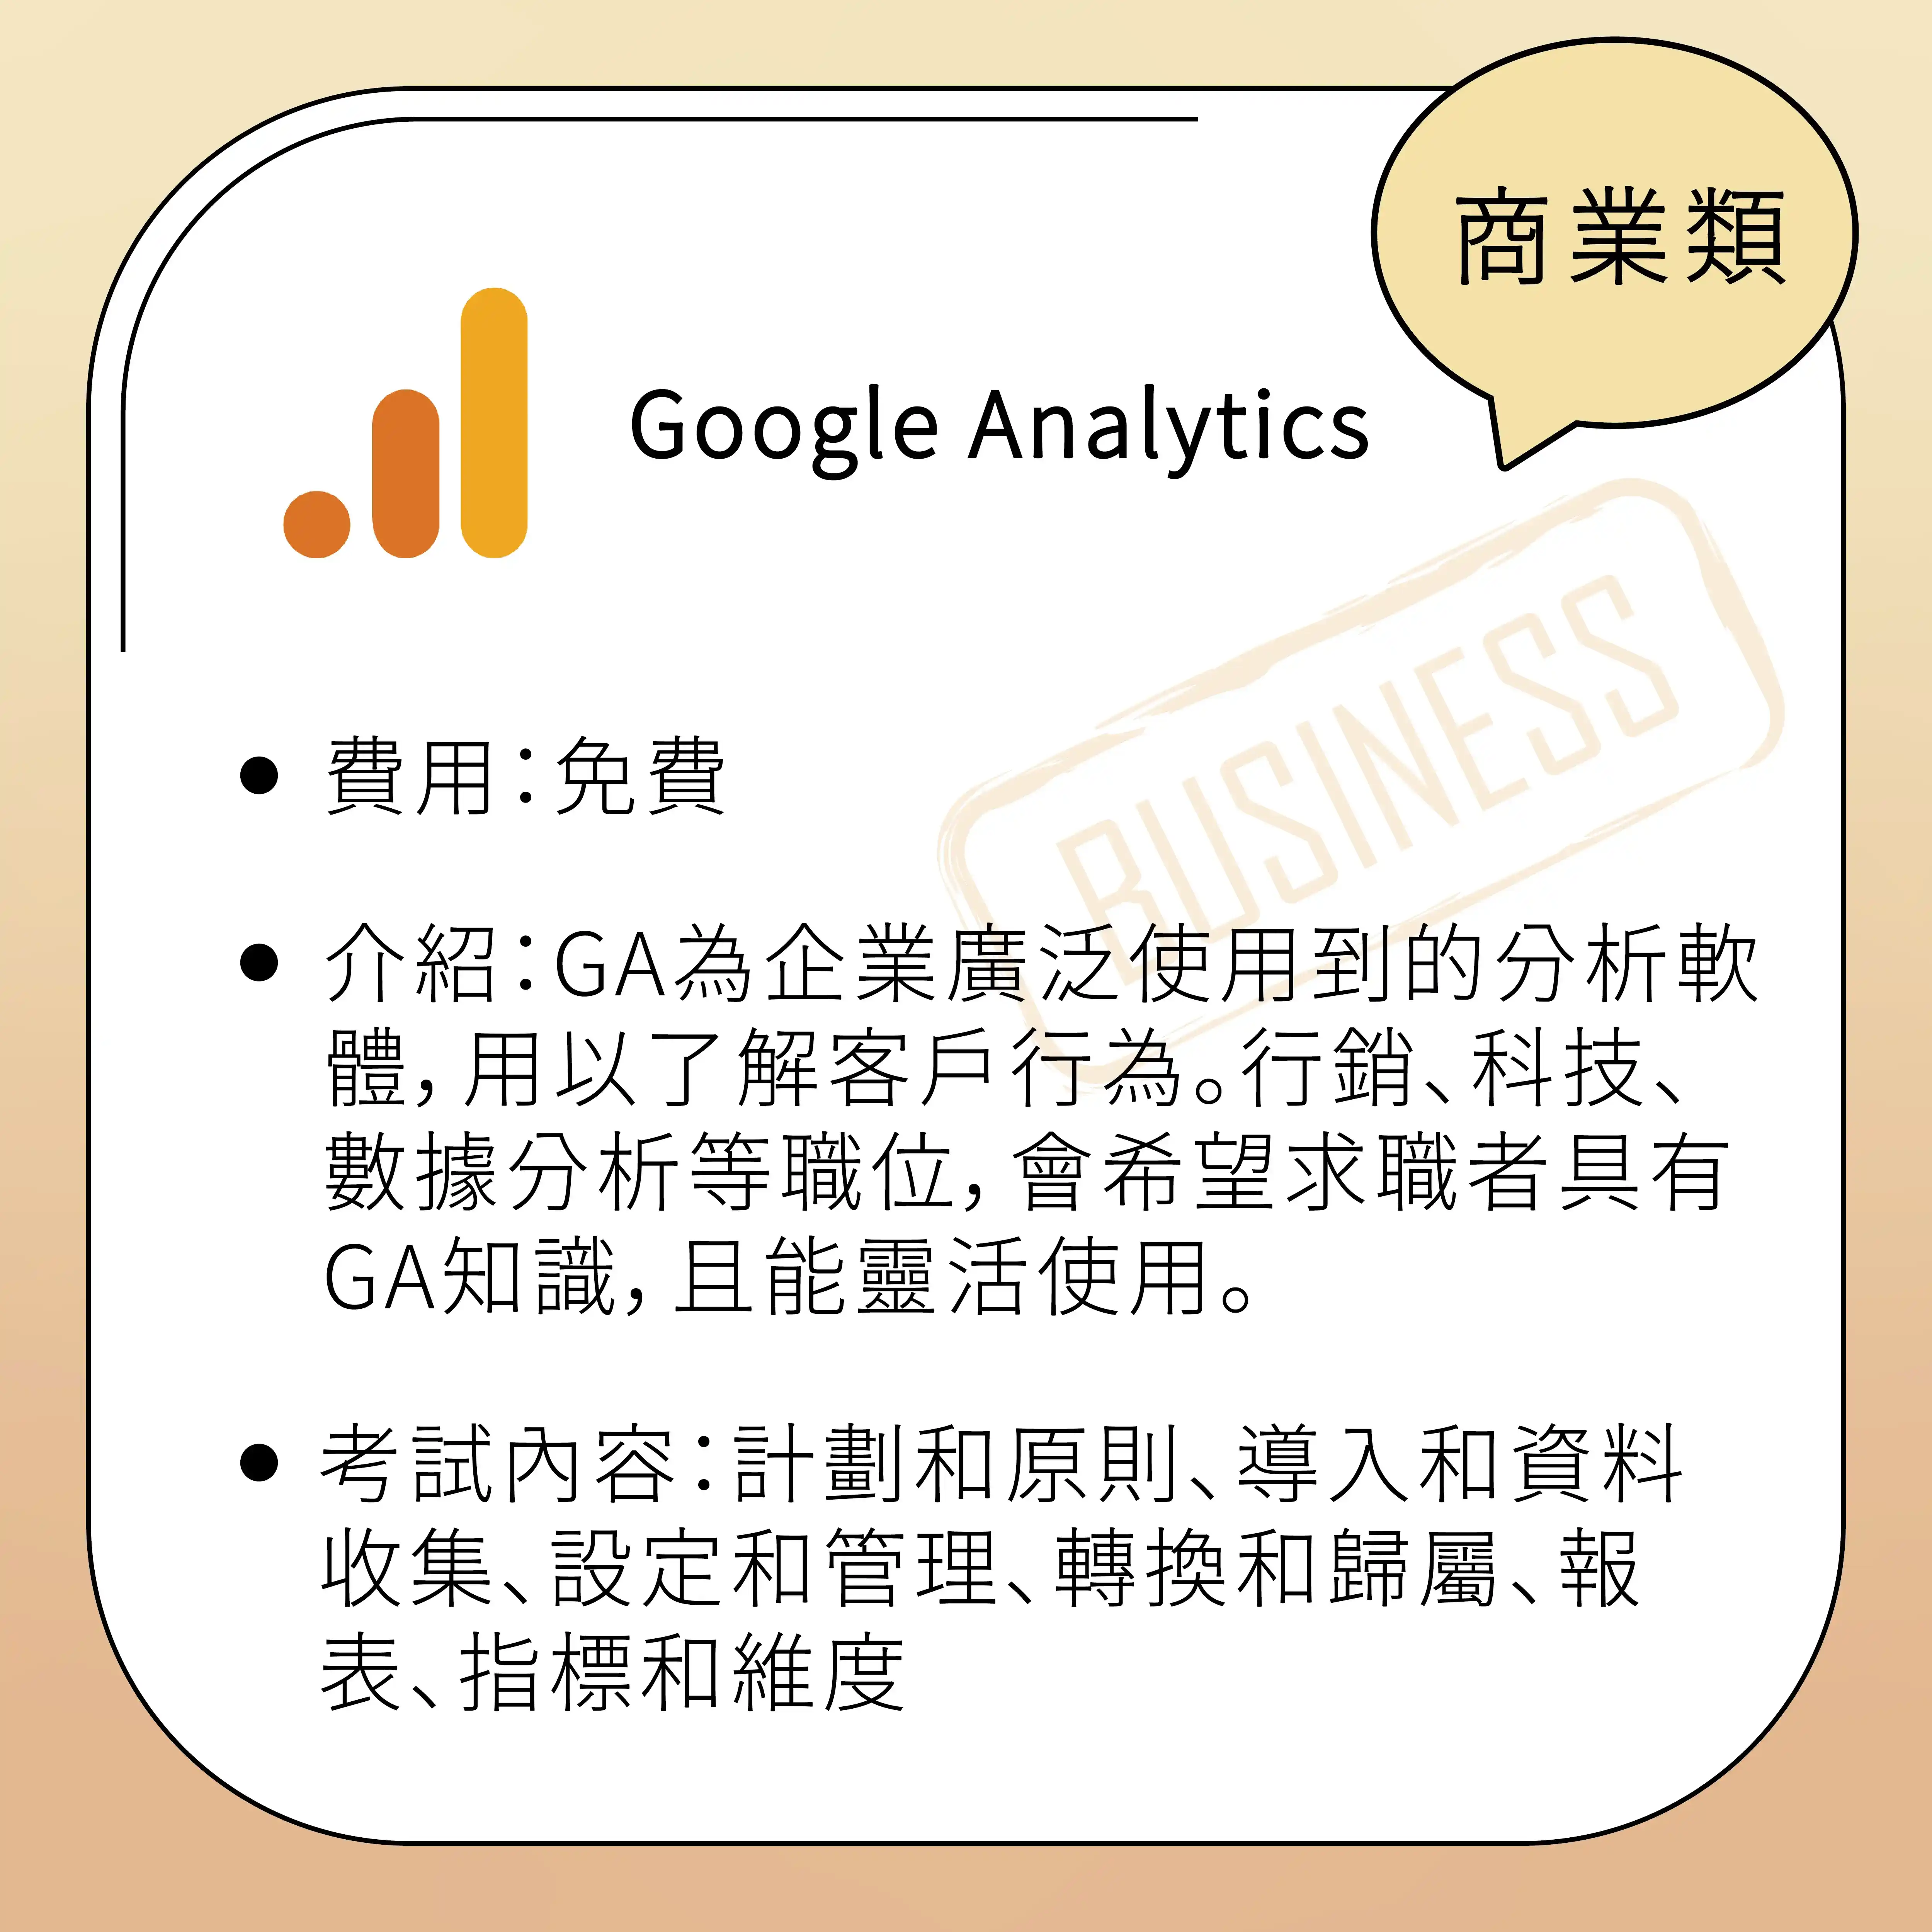 商業類
Google Analytics
BUSINESS
• 費用：免費
• 介紹：GA為企業廣泛使用到的分析軟
體，用以了解客戶行為。行銷、科技、
數據分析等職位，會希望求職者具有
GA知識，且能靈活使用。
• 考試內容：計劃和原則、導入和資料
收集、設定和管理、轉換和歸屬、報
表、指標和維度